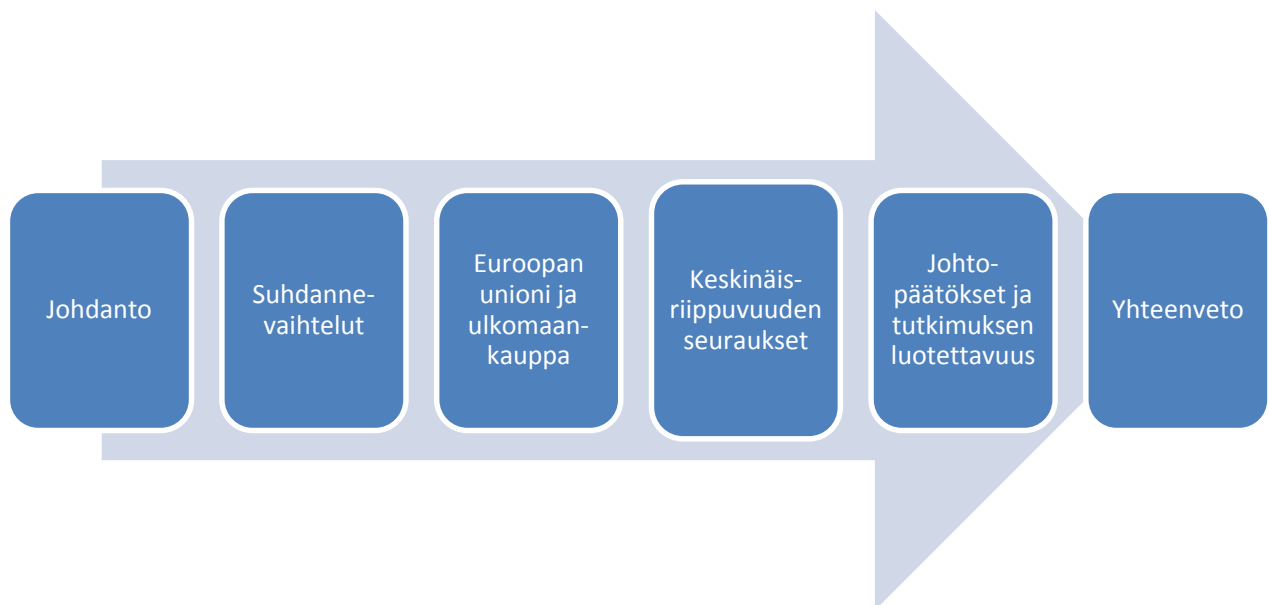 Johdanto
Suhdanne-
vaihtelut
Euroopan
unioni ja
ulkomaan-
kauppa
Keskinäis-
riippuvuuden
seuraukset
Johto-
päätökset ja
tutkimuksen
luotettavuus
Yhteenveto